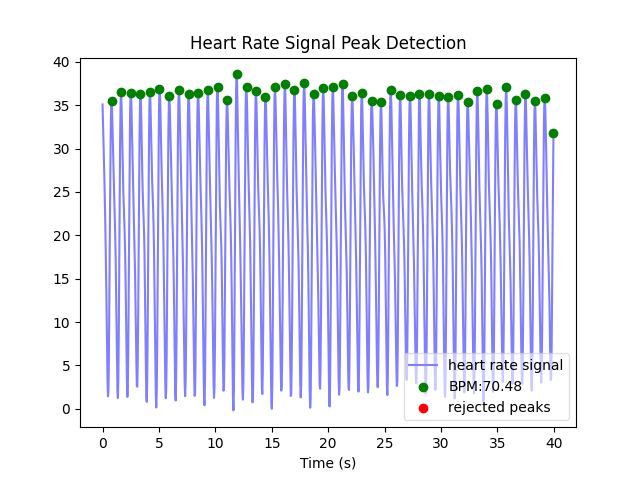 Heart Rate Signal Peak Detection
40
35
30
25
20
15
10
5
0
heart rate signal
BPM:70.48
rejected peaks
0 5 10 15 20 25 30 35 40
Time (s)